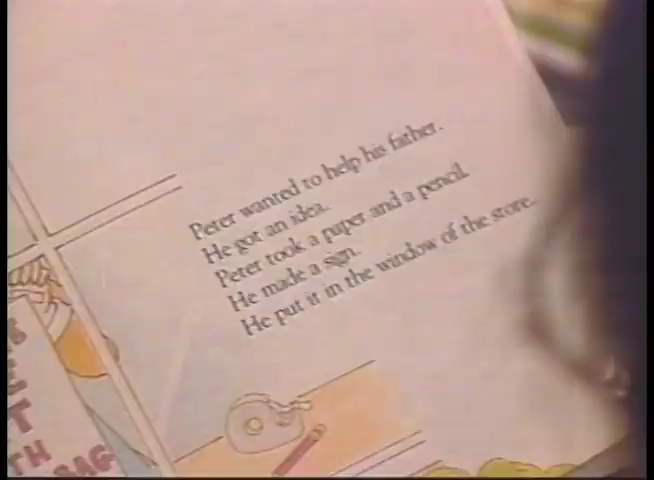 Peter wanted to help his father.
He got an idea.
Peter took a paper and a pencil.
He made a sign.
He put it in the window of the store.